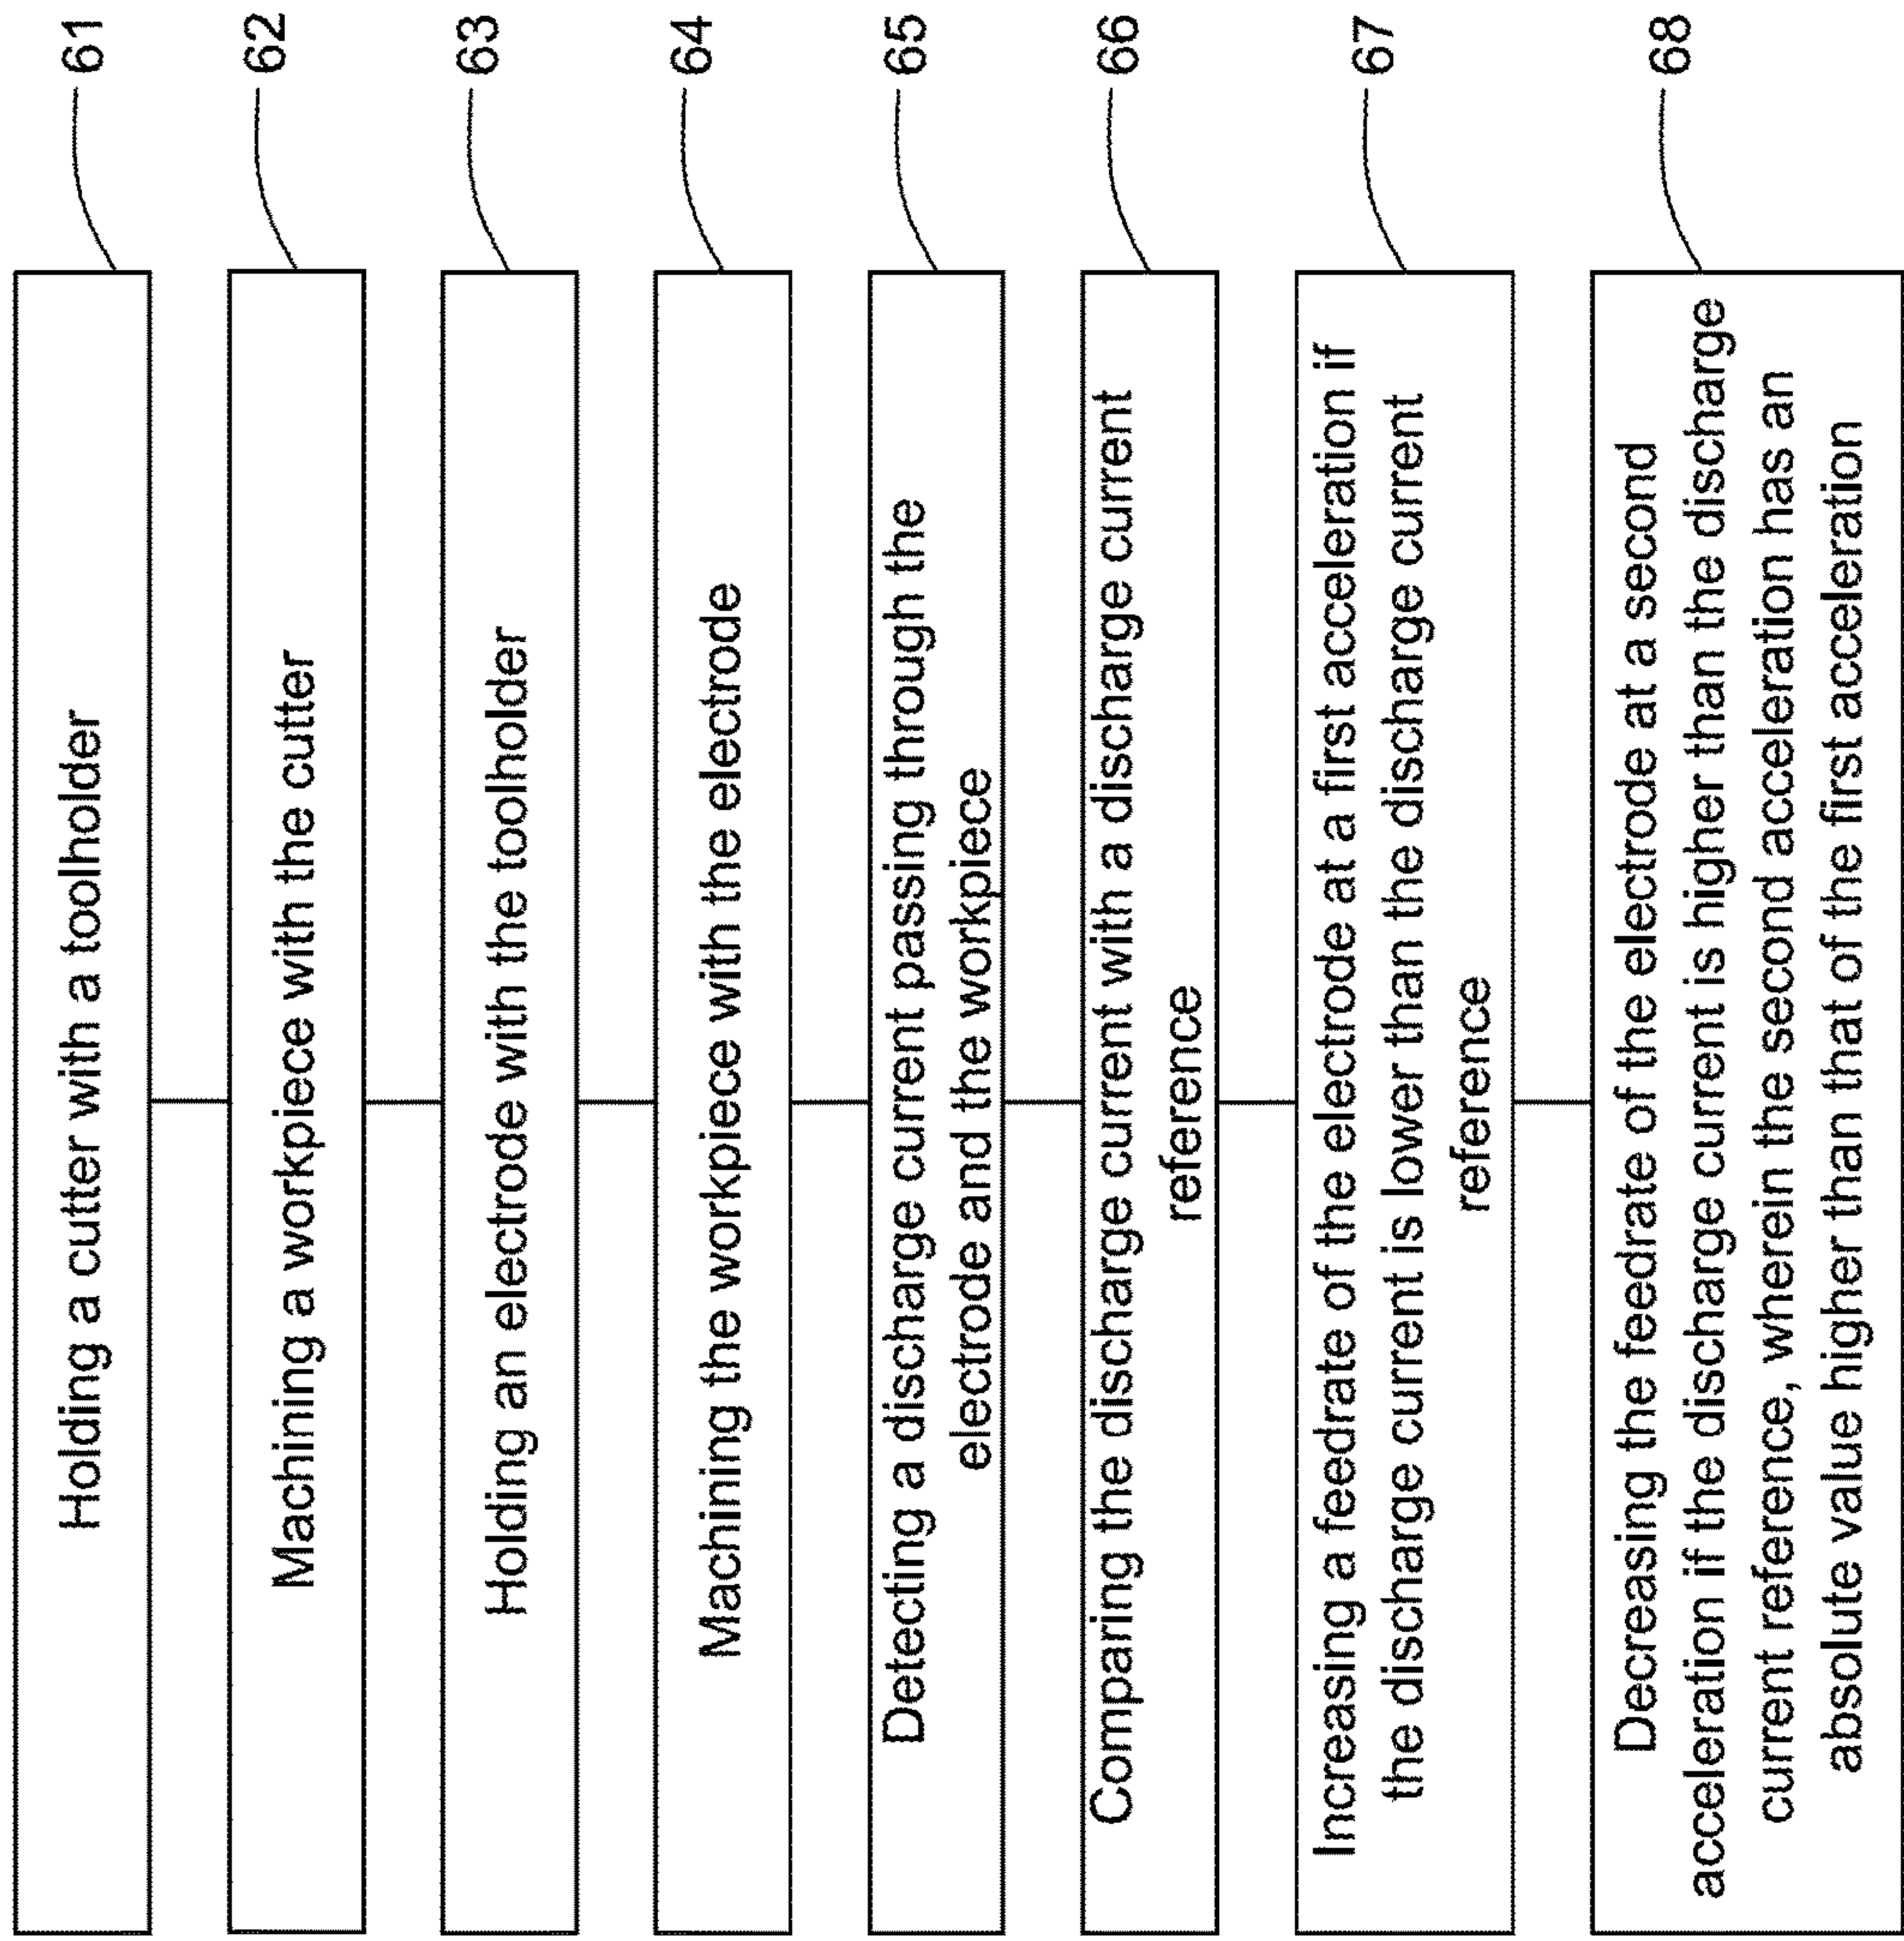 Holding a cutter with a toolholder
61
Machining a workpiece with the cutter
62
Holding an electrode with the toolholder
63
Machining the workpiece with the electrode
64
Detecting a discharge current passing through the
electrode and the workpiece
65
Comparing the discharge current with a discharge current
reference
66
Increasing a feedrate of the electrode at a first acceleration if
the discharge current is lower than the discharge current
reference
67
Decreasing the feedrate of the electrode at a second
acceleration if the discharge current is higher than the discharge
current reference, wherein the second acceleration has an
absolute value higher than that of the first acceleration
68